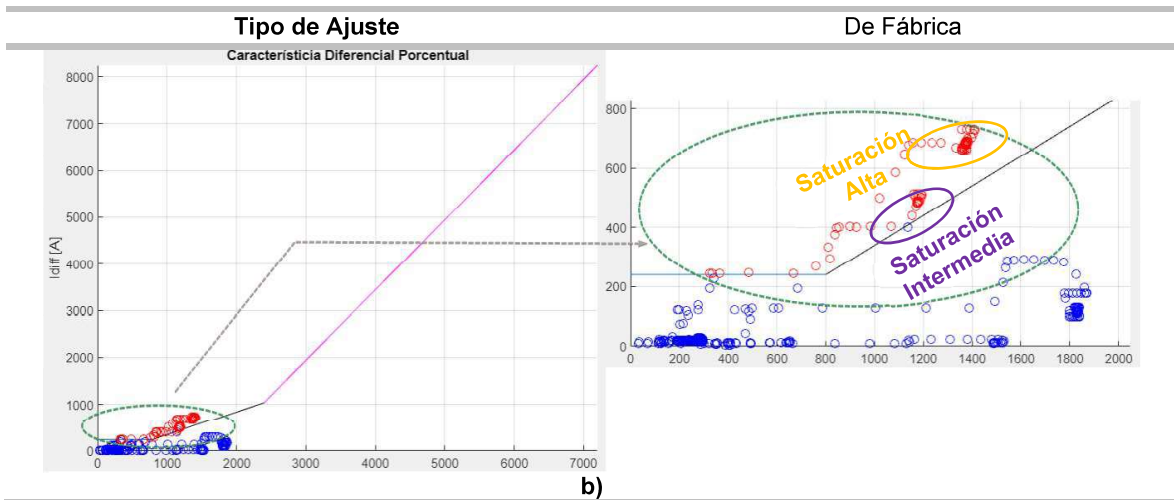 Tipo de Ajuste De Fábrica
Característicia Diferencial Porcentual
Idiff [A]
8000
7000
6000
5000
4000
3000
2000
1000
0
0 1000 2000 3000 4000 5000 6000 7000
800
600
400
200
0
0 200 400 600 800 1000 1200 1400 1600 1800 2000
Saturación
Alta
Saturación
Intermedia
b)